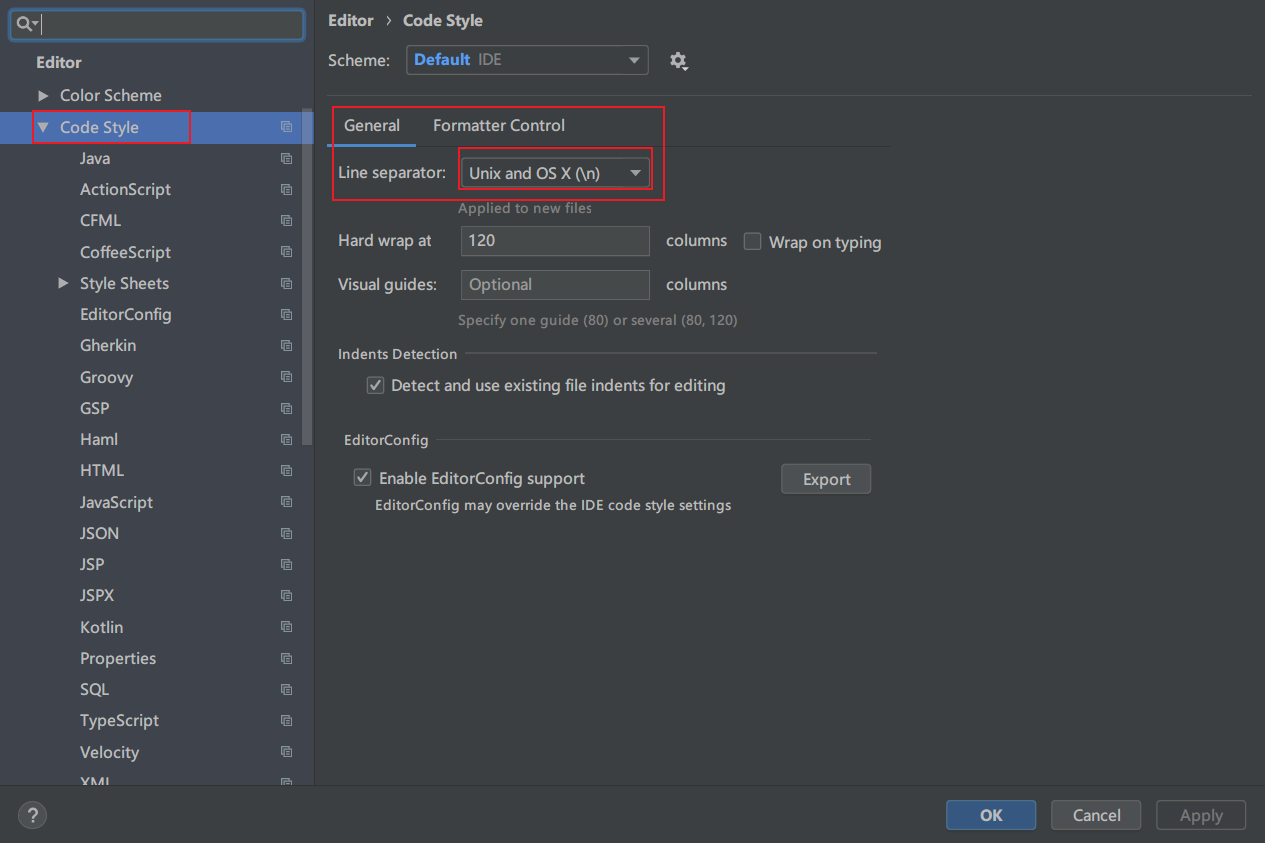 Editor
Color Scheme
Code Style
Java
ActionScript
CFML
CoffeeScript
Style Sheets
EditorConfig
Gherkin
Groovy
GSP
Haml
HTML
JavaScript
JSON
JSP
JSPX
Kotlin
Properties
SQL
TypeScript
Velocity
XML
Editor › Code Style
Scheme: Default IDE
General Formatter Control
Line separator: Unix and OS X (\n)
Applied to new files
Hard wrap at 120 columns Wrap on typing
Visual guides: Optional columns
Specify one guide (80) or several (80, 120)
Indents Detection
Detect and use existing file indents for editing
EditorConfig
Enable EditorConfig support Export
EditorConfig may override the IDE code style settings
? OK Cancel Apply